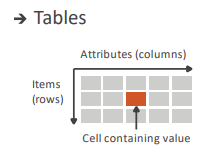 → Tables
Attributes (columns)
Items
(rows)
Cell containing value